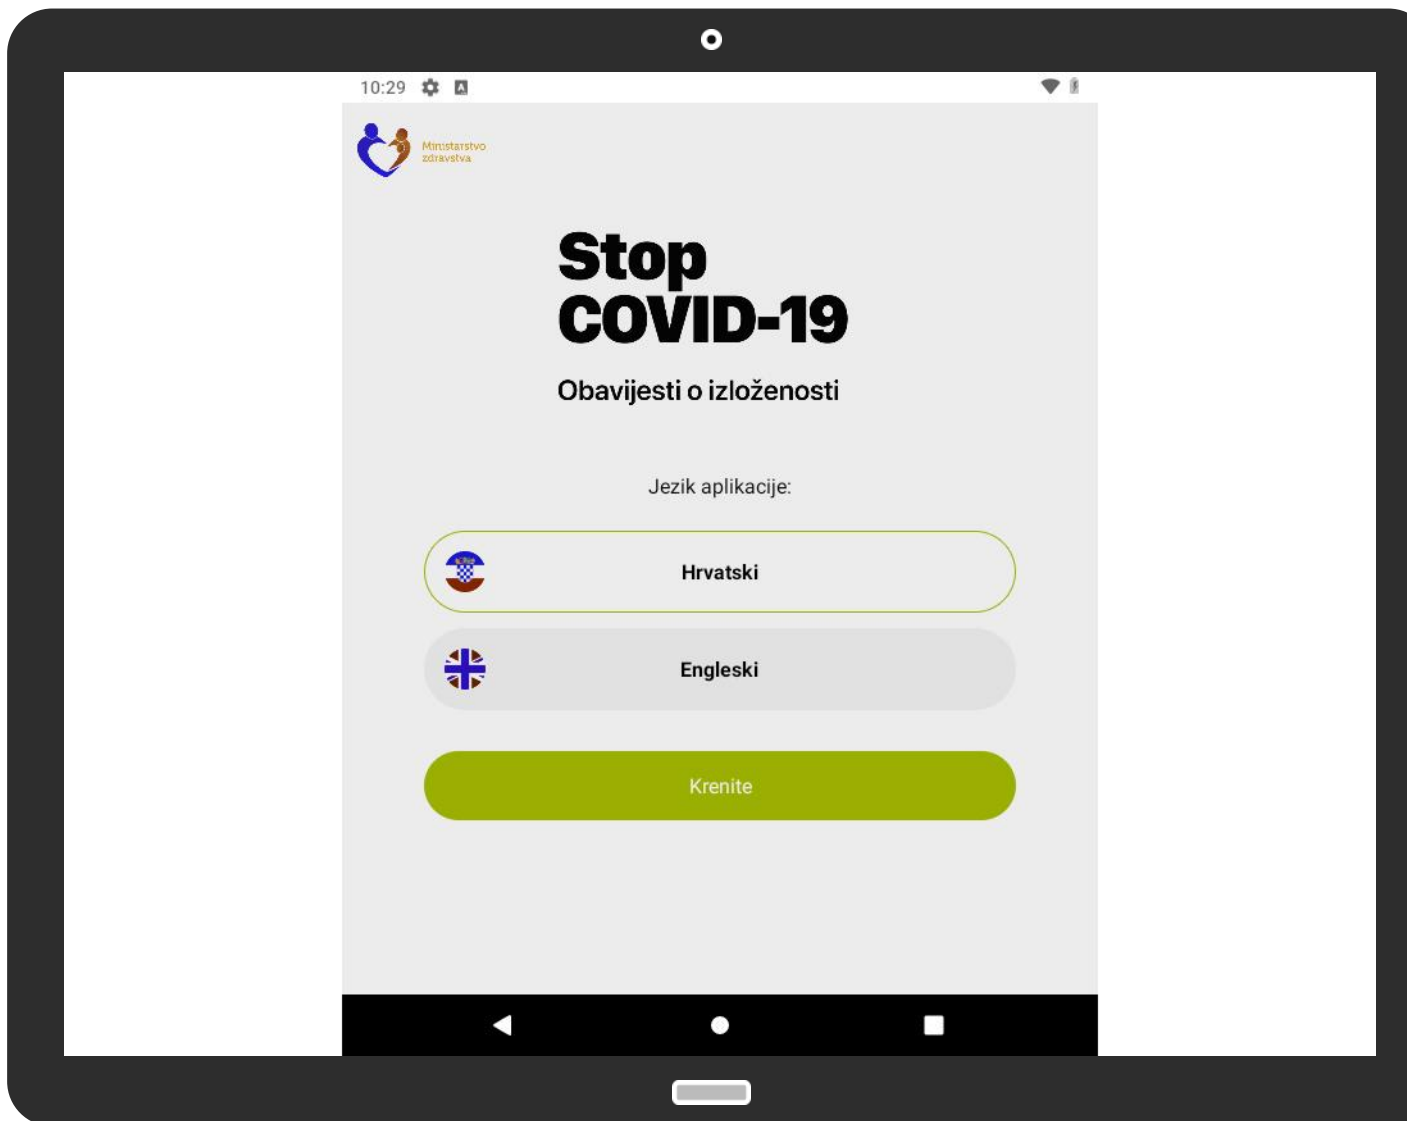 10:29
Ministarstvo
zdravstva
Stop
COVID-19
Obavijesti o izloženosti
Jezik aplikacije:
Hrvatski
Engleski
Krenite